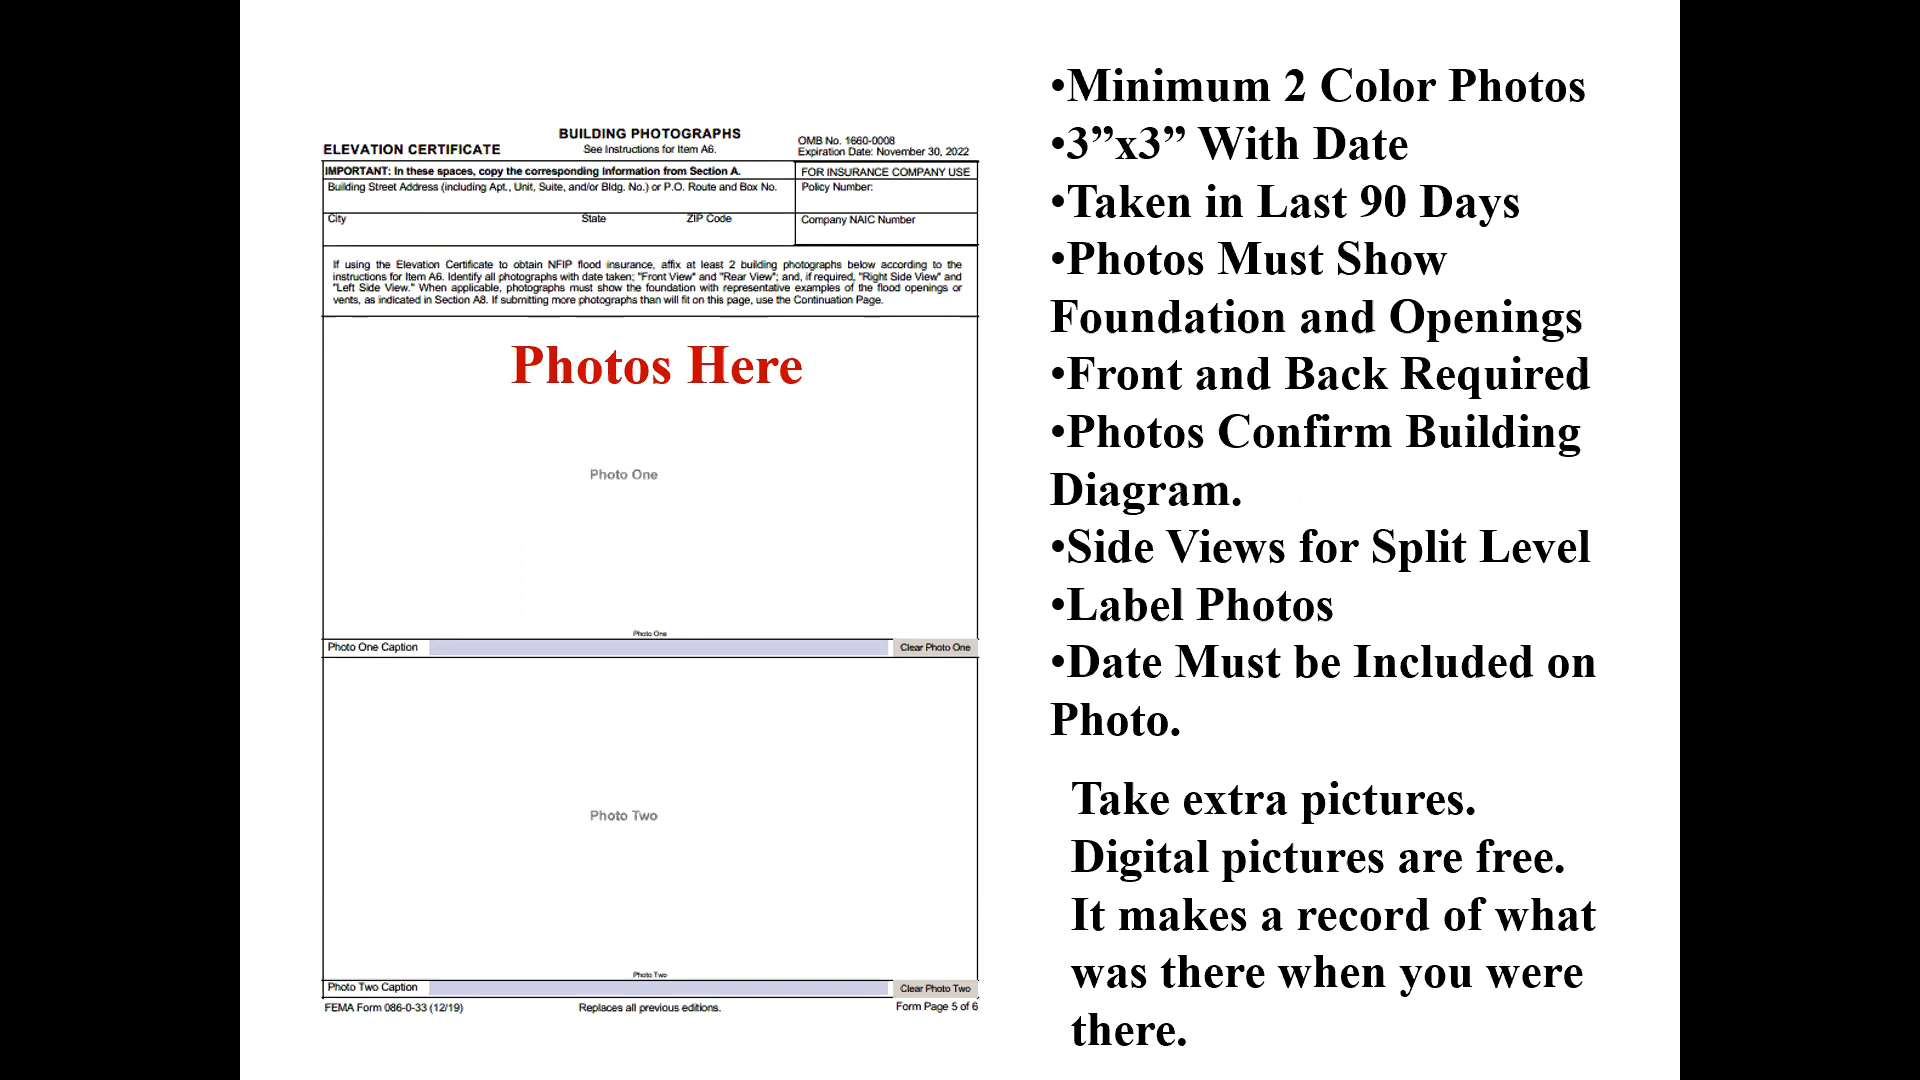 ELEVATION CERTIFICATE
BUILDING PHOTOGRAPHS
See Instructions for Item A6.
OMB No. 1660-0008
Expiration Date: November 30, 2022
IMPORTANT: In these spaces, copy the corresponding information from Section A.
FOR INSURANCE COMPANY USE
Building Street Address (including Apt., Unit, Suite, and/or Bldg. No.) or P.O. Route and Box No.
Policy Number:
City
State
ZIP Code
Company NAIC Number
If using the Elevation Certificate to obtain NFIP flood insurance, affix at least 2 building photographs below according to the
instructions for Item A6. Identify all photographs with date taken; "Front View" and "Rear View"; and, if required, "Right Side View" and
"Left Side View." When applicable, photographs must show the foundation with representative examples of the flood openings or
vents, as indicated in Section A8. If submitting more photographs than will fit on this page, use the Continuation Page.
Photos Here
Photo One
Photo One
Photo One Caption
Clear Photo One
Photo Two
Photo Two
Photo Two Caption
Clear Photo Two
FEMA Form 086-0-33 (12/19)
Replaces all previous editions.
Form Page 5 of 6
•Minimum 2 Color Photos
•3”x3” With Date
•Taken in Last 90 Days
•Photos Must Show
Foundation and Openings
•Front and Back Required
•Photos Confirm Building
Diagram.
•Side Views for Split Level
•Label Photos
•Date Must be Included on
Photo.
Take extra pictures.
Digital pictures are free.
It makes a record of what
was there when you were
there.